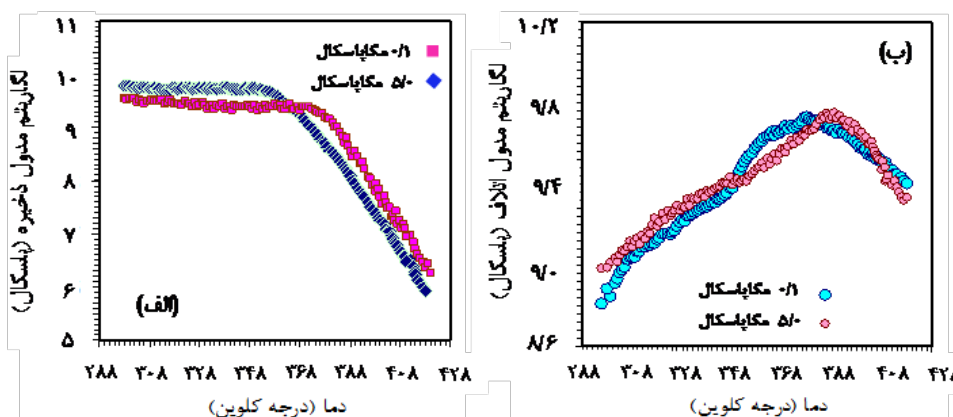 (ب)
لگاریتم مدول اتلاف (پاسکال)
۱۰/۲
۹/۸
۹/۴
۹/۰
۸/۶
۰/۱ مگاپاسکال
۵/۰ مگاپاسکال
۲۸۸ ۳۰۸ ۳۲۸ ۳۴۸ ۳۶۸ ۳۸۸ ۴۰۸ ۴۲۸
دما (درجه کلوین)
لگاریتم مدول ذخیره (پاسکال)
۱۱
۱۰
۹
۸
۷
۶
۵
۰/۱ مگاپاسکال
۵/۰ مگاپاسکال
(الف)
۲۸۸ ۳۰۸ ۳۲۸ ۳۴۸ ۳۶۸ ۳۸۸ ۴۰۸ ۴۲۸
دما (درجه کلوین)